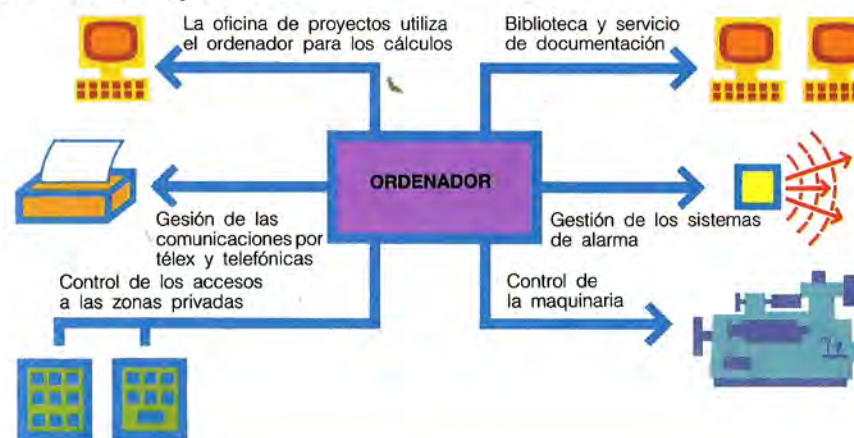 La oficina de proyectos utiliza
el ordenador para los cálculos
Biblioteca y servicio
de documentación
ORDENADOR
Gesión de las
comunicaciones por
télex y telefónicas
Gestión de los sistemas
de alarma
Control de los accesos
a las zonas privadas
Control de
la maquinaria